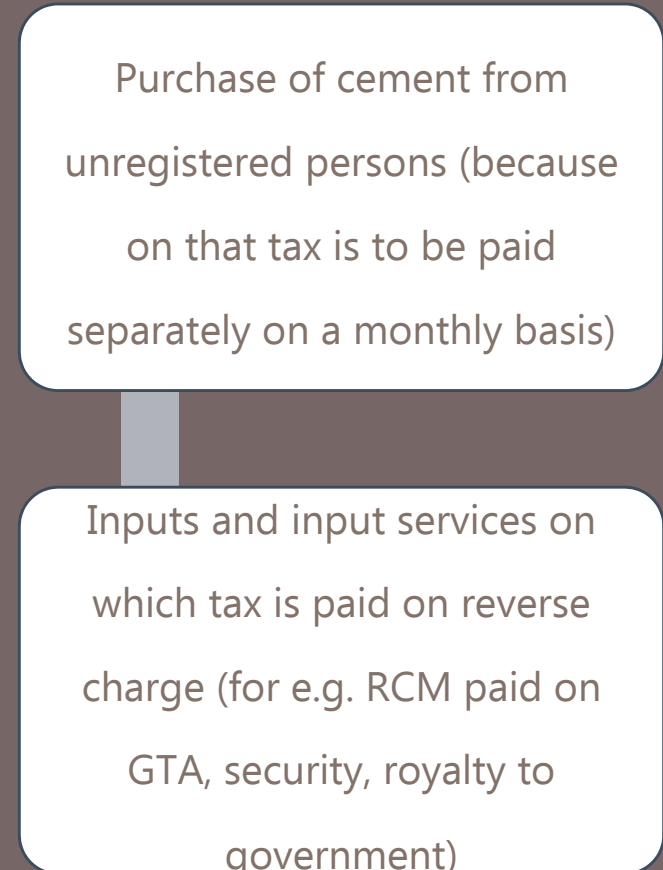 Purchase of cement from
unregistered persons (because
on that tax is to be paid
separately on a monthly basis)
Inputs and input services on
which tax is paid on reverse
charge (for e.g. RCM paid on
GTA, security, royalty to
government)